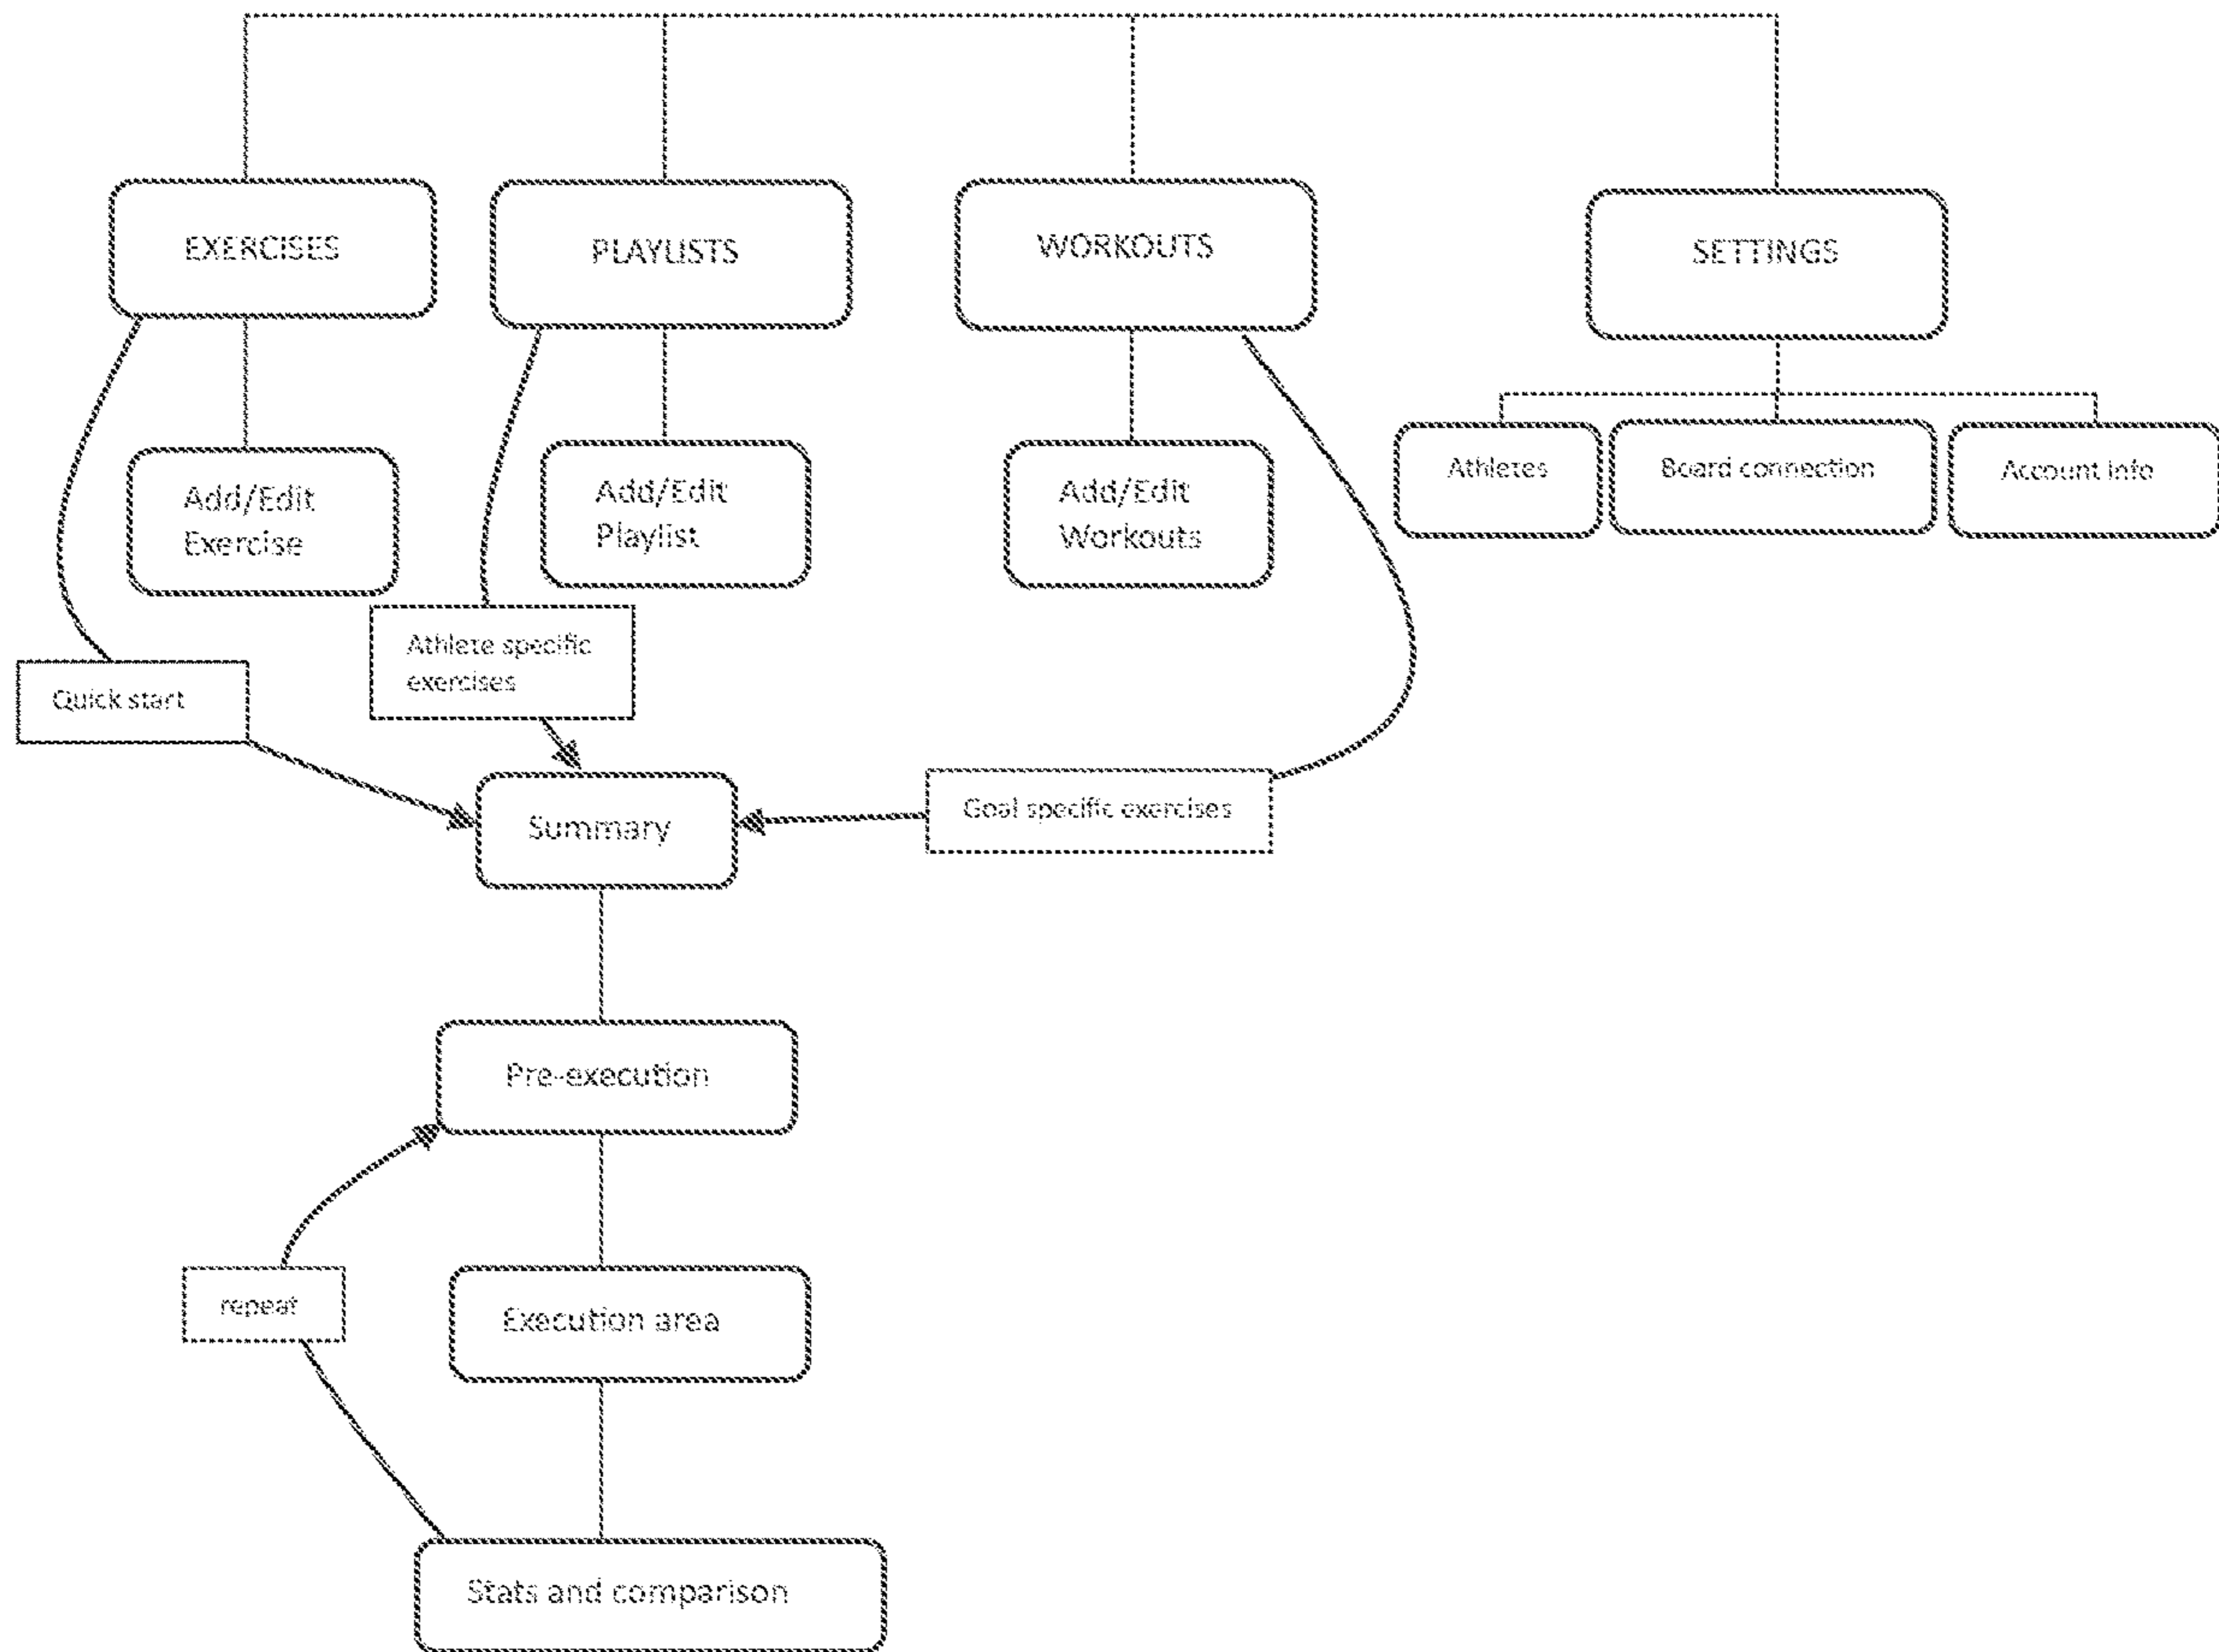 EXERCISES
PLAYLISTS
WORKOUTS
SETTINGS
Add/Edit
Exercise
Add/Edit
Playlist
Add/Edit
Workouts
Athletes
Board connection
Account info
Athlete specific
exercises
Quick start
Goal specific exercises
Summary
Pre-execution
repeat
Execution area
Stats and comparison